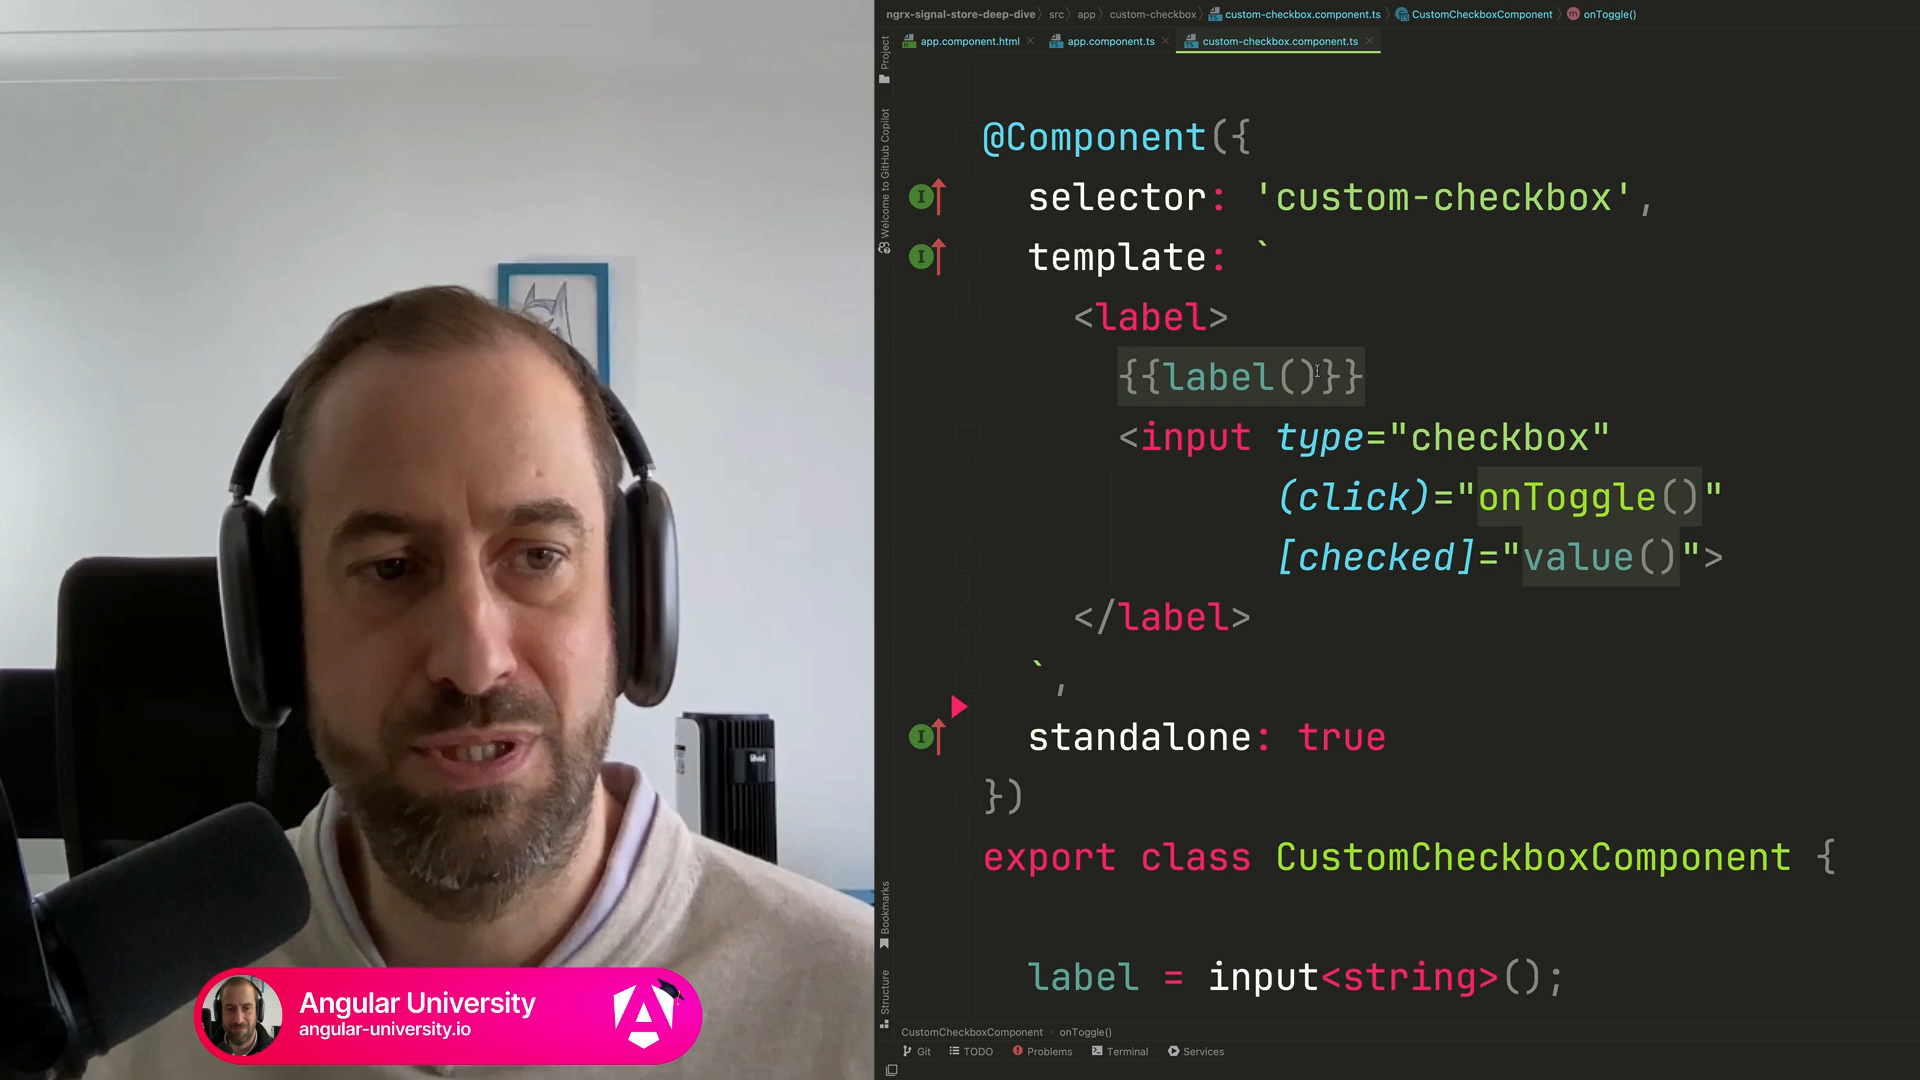 ngrx-signal-store-deep-dive src app custom-checkbox custom-checkbox.component.ts CustomCheckboxComponent onToggle()
app.component.html app.component.ts custom-checkbox.component.ts
Project
Welcome to GitHub Copilot
@Component({
selector: 'custom-checkbox',
template: `
<label>
{{label()}}
<input type="checkbox"
(click)="onToggle()"
[checked]="value()">
</label>
`,
standalone: true
})
export class CustomCheckboxComponent {
label = input<string>();
Bookmarks
Structure
CustomCheckboxComponent onToggle()
Git TODO Problems Terminal Services
Angular University
angular-university.io